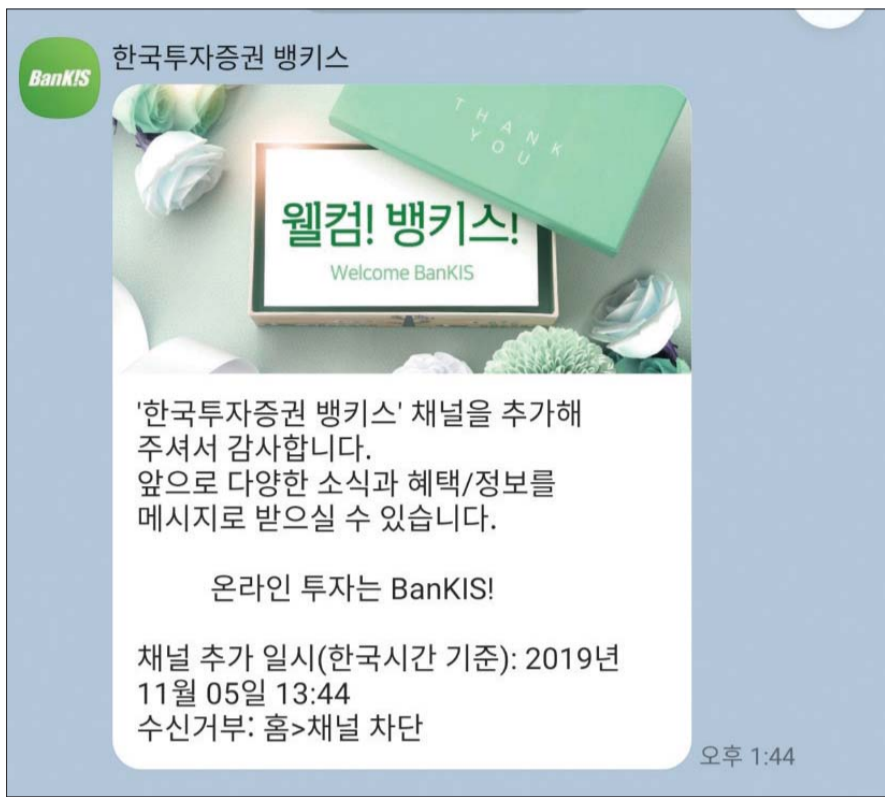 BanKIS
한국투자증권 뱅키스
THANK
YOU
웰컴! 뱅키스!
Welcome BanKIS
'한국투자증권 뱅키스' 채널을 추가해
주셔서 감사합니다.
앞으로 다양한 소식과 혜택/정보를
메시지로 받으실 수 있습니다.
온라인 투자는 BanKIS!
채널 추가 일시(한국시간 기준): 2019년
11월 05일 13:44
수신거부: 홈>채널 차단
오후 1:44